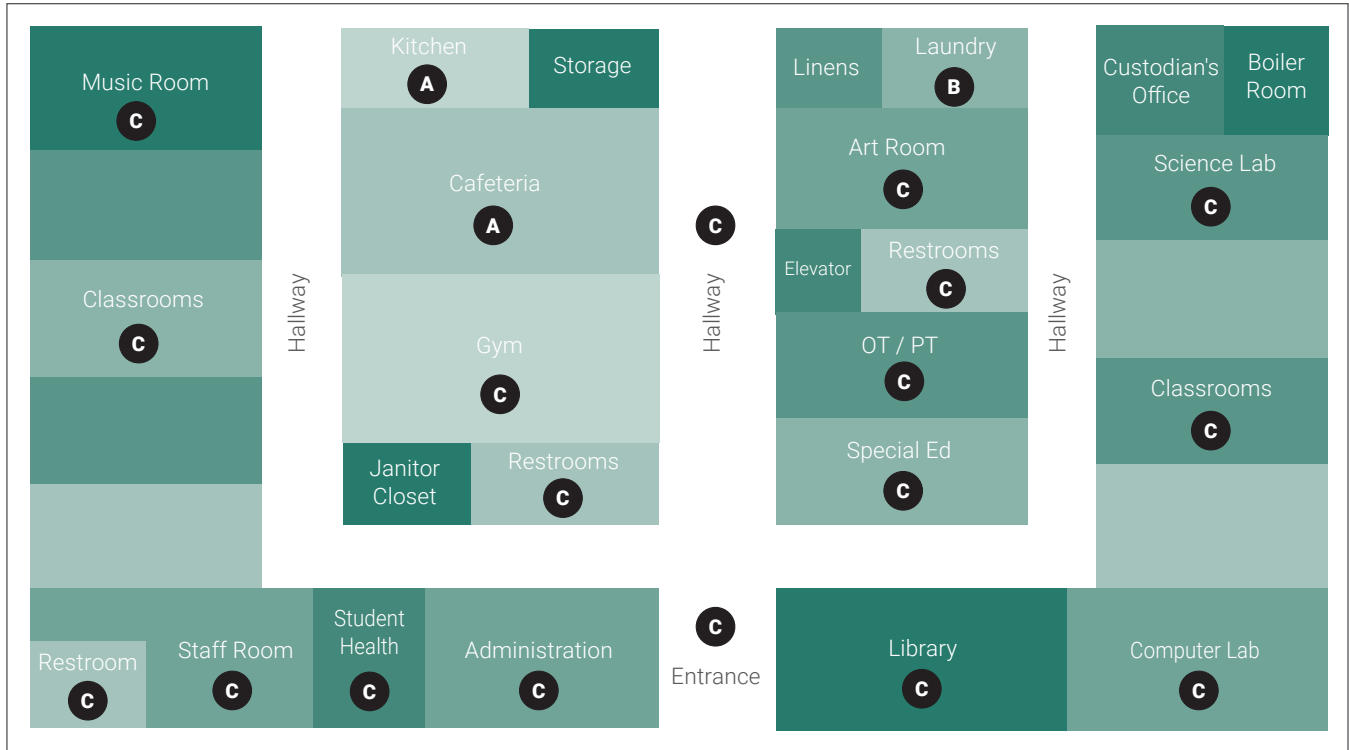 Music Room
C
Classrooms
C
Hallway
Kitchen
A
Storage
Cafeteria
A
Gym
C
Janitor
Closet
Restrooms
C
C
Hallway
Linens
Laundry
B
Art Room
C
Elevator
Restrooms
C
OT / PT
C
Special Ed
C
Hallway
Custodian's
Office
Boiler
Room
Science Lab
C
Classrooms
C
Restroom
C
Staff Room
C
Student
Health
C
Administration
C
C
Entrance
Library
C
Computer Lab
C